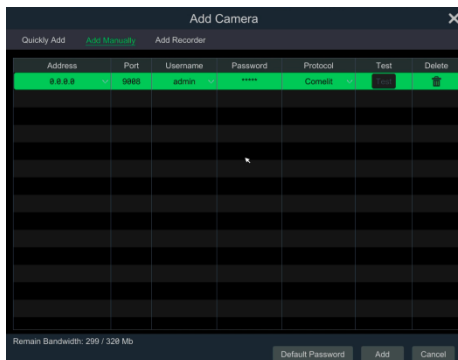 Add Camera
Quickly Add Add Manually Add Recorder
Address Port Username Password Protocol Test Delete
0.0.0.0 9008 admin ***** Comelit Test
Remain Bandwidth: 299 / 320 Mb
Default Password Add Cancel